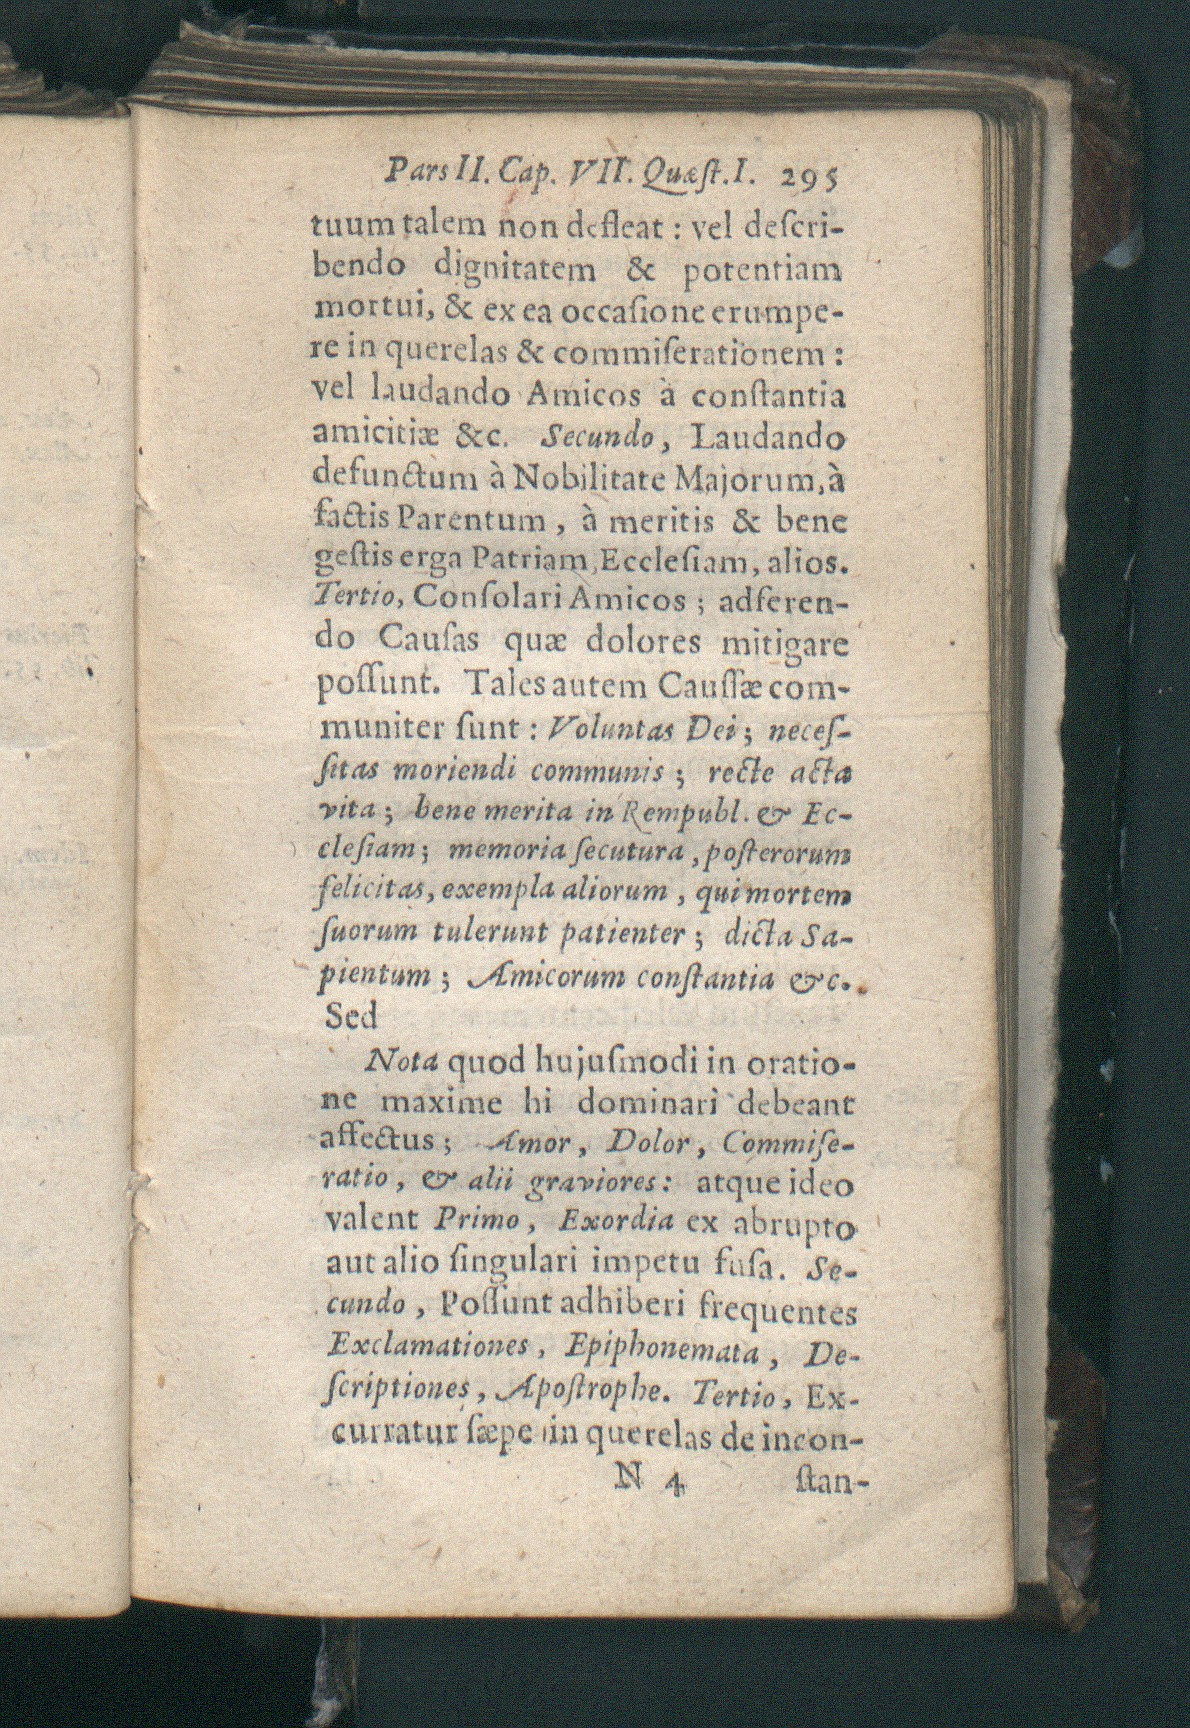 Pars II. Cap. VII. Quæſt. I. 295
tuum talem non defleat : vel deſcri-
bendo dignitatem & potentiam
mortui, & ex ea occaſione erumpe-
re in querelas & commiſerationem :
vel laudando Amicos à conſtantia
amicitiæ &c. Secundo, Laudando
defunctum à Nobilitate Majorum, à
factis Parentum, à meritis & bene
geſtis erga Patriam, Eccleſiam, alios.
Tertio, Conſolari Amicos ; adferen-
do Cauſas quæ dolores mitigare
poſſunt. Tales autem Cauſſæ com-
muniter ſunt : Voluntas Dei ; neceſ-
ſitas moriendi communis ; recte acta
vita ; bene merita in Rempubl. & Ec-
cleſiam ; memoria ſecutura, poſterorum
felicitas, exempla aliorum, qui mortem
ſuorum tulerunt patienter ; dicta Sa-
pientum ; Amicorum conſtantia &c.
Sed
Nota quod hujuſmodi in oratio-
ne maxime hi dominari debeant
affectus ; Amor, Dolor, Commiſe-
ratio, & alii graviores : atque ideo
valent Primo, Exordia ex abrupto
aut alio ſingulari impetu fuſa. Se-
cundo, Poſſunt adhiberi frequentes
Exclamationes, Epiphonemata, De-
ſcriptiones, Apoſtrophe. Tertio, Ex-
curratur ſæpe in querelas de incon-
N 4 ſtan-